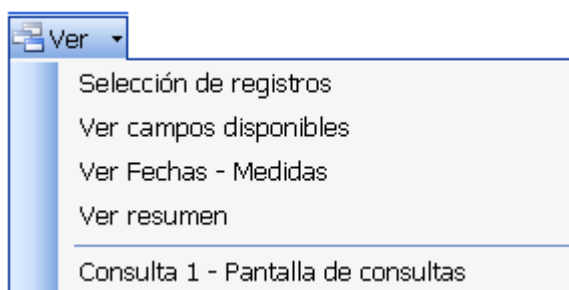 Ver
Selección de registros
Ver campos disponibles
Ver Fechas - Medidas
Ver resumen
Consulta 1 - Pantalla de consultas